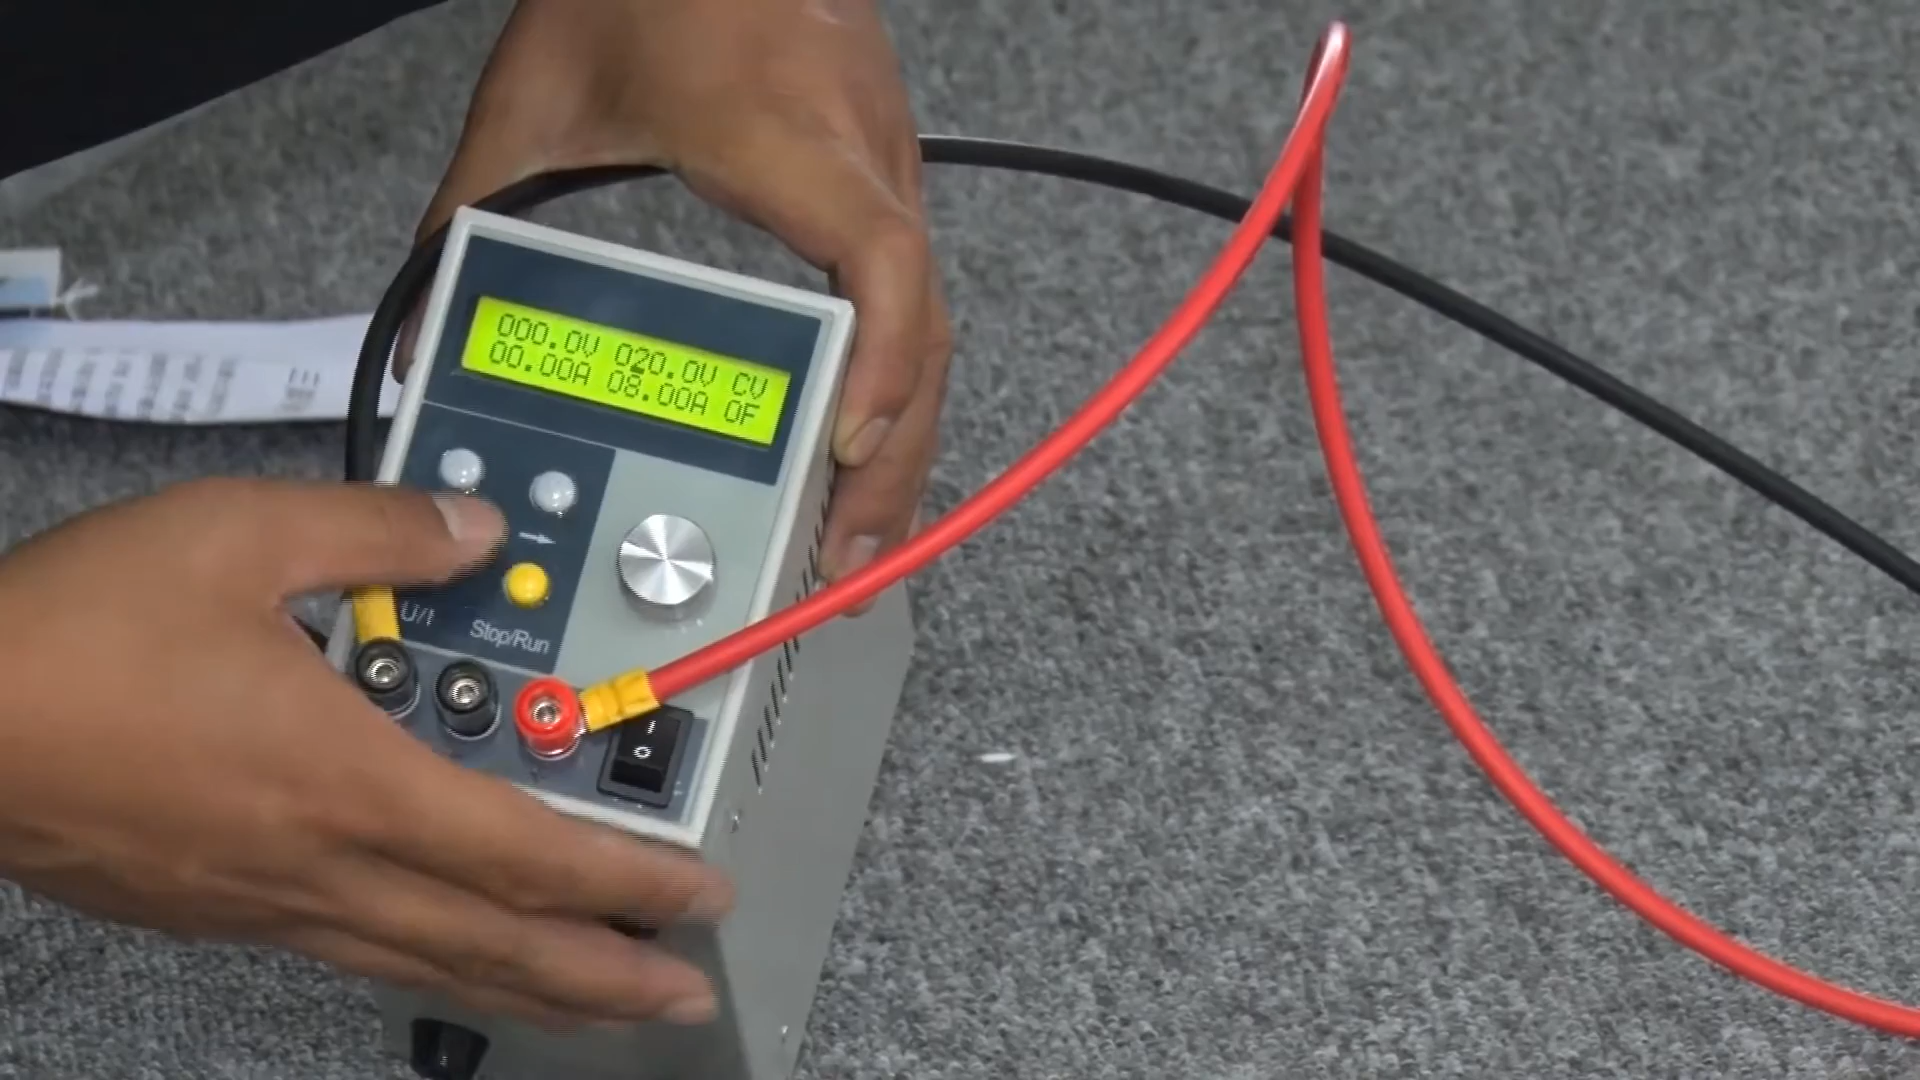 000.0V 020.0V CV
00.00A 08.00A OF
U/I
Stop/Run
I
O